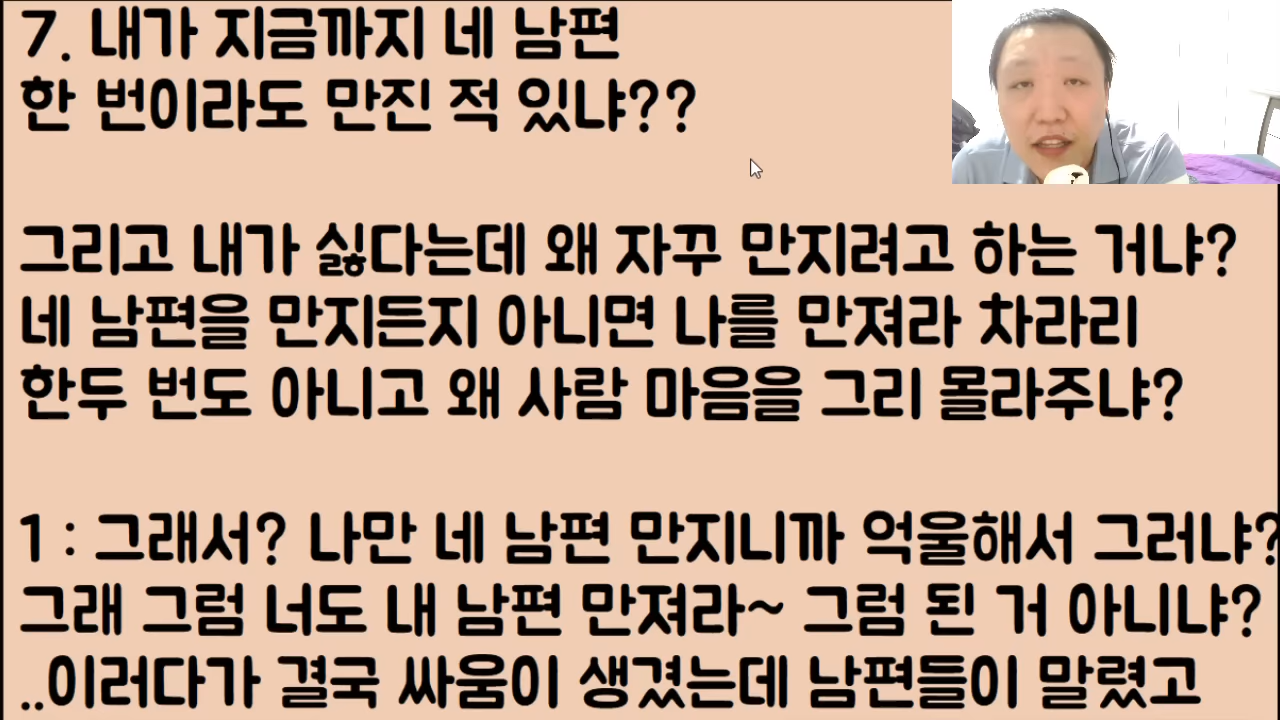 7. 내가 지금까지 네 남편
한 번이라도 만진 적 있냐??
그리고 내가 싫다는데 왜 자꾸 만지려고 하는 거냐?
네 남편을 만지든지 아니면 나를 만져라 차라리
한두 번도 아니고 왜 사람 마음을 그리 몰라주냐?
1 : 그래서? 나만 네 남편 만지니까 억울해서 그러냐?
그래 그럼 너도 내 남편 만져라~ 그럼 된 거 아니냐?
..이러다가 결국 싸움이 생겼는데 남편들이 말렸고